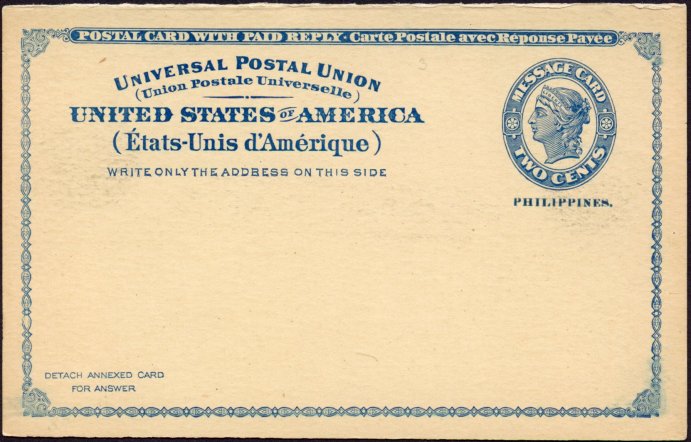 POSTAL CARD WITH PAID REPLY · Carte Postale avec Réponse Payée
UNIVERSAL POSTAL UNION
(Union Postale Universelle)
UNITED STATES OF AMERICA
(États-Unis d'Amérique)
WRITE ONLY THE ADDRESS ON THIS SIDE
MESSAGE CARD
TWO CENTS
PHILIPPINES.
DETACH ANNEXED CARD
FOR ANSWER